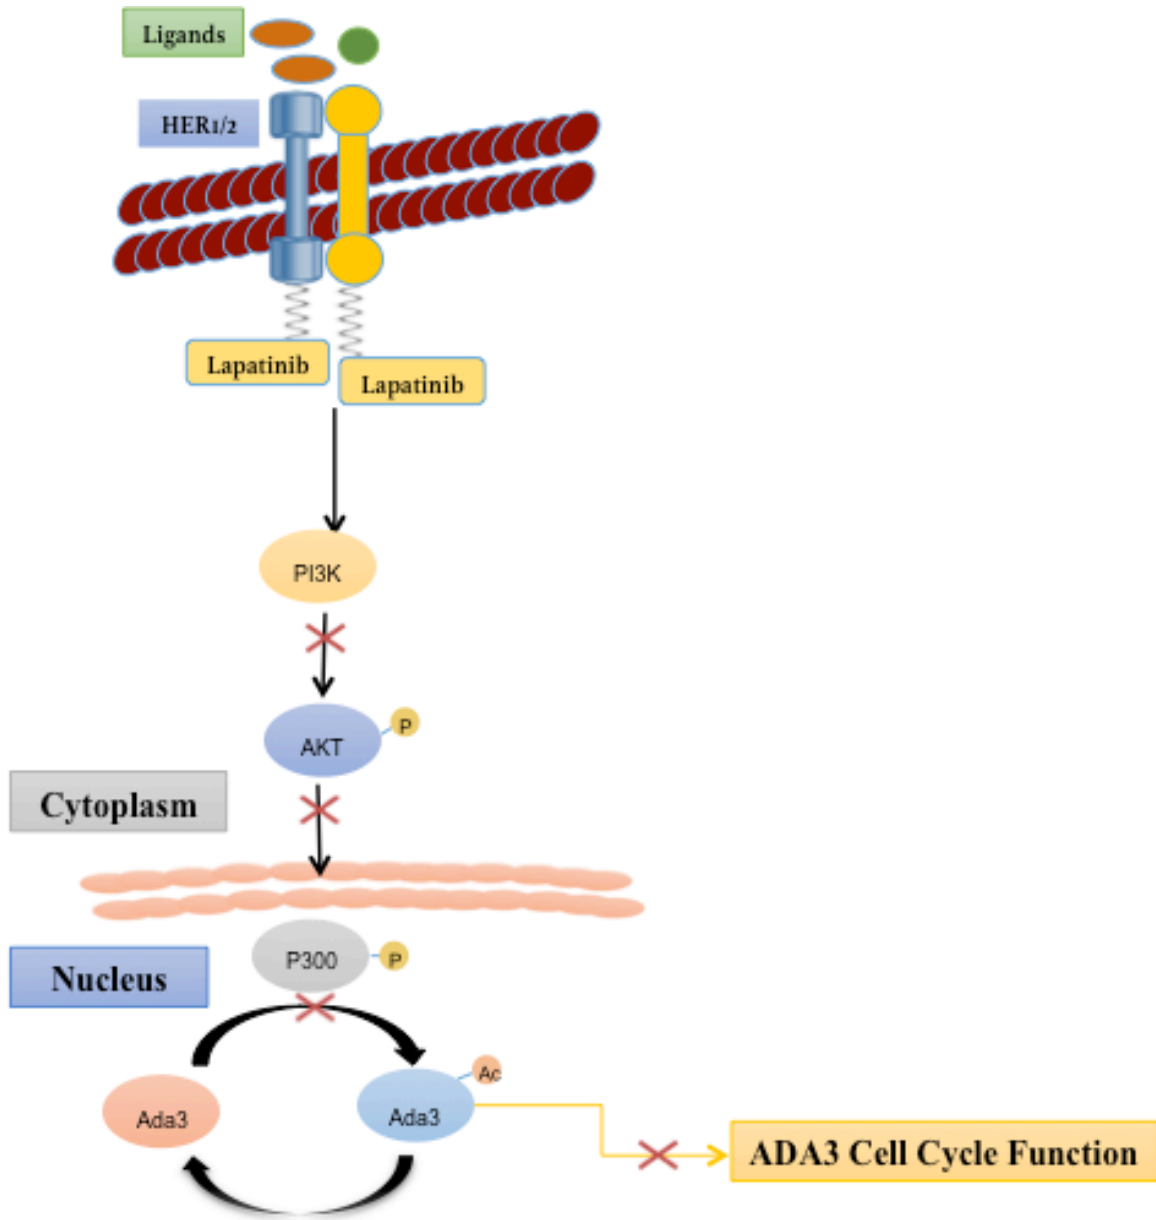 Ligands
HER1/2
Lapatinib
Lapatinib
PI3K
AKT
P
Cytoplasm
P300
P
Nucleus
Ac
Ada3
Ada3
ADA3 Cell Cycle Function